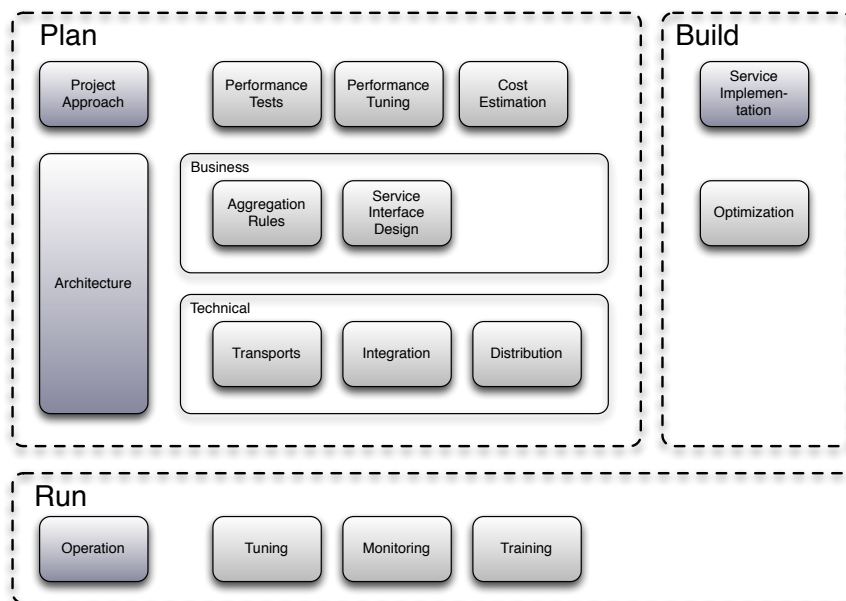 Plan
Project
Approach
Performance
Tests
Performance
Tuning
Cost
Estimation
Architecture
Business
Aggregation
Rules
Service
Interface
Design
Technical
Transports
Integration
Distribution
Build
Service
Implemen-
tation
Optimization
Run
Operation
Tuning
Monitoring
Training